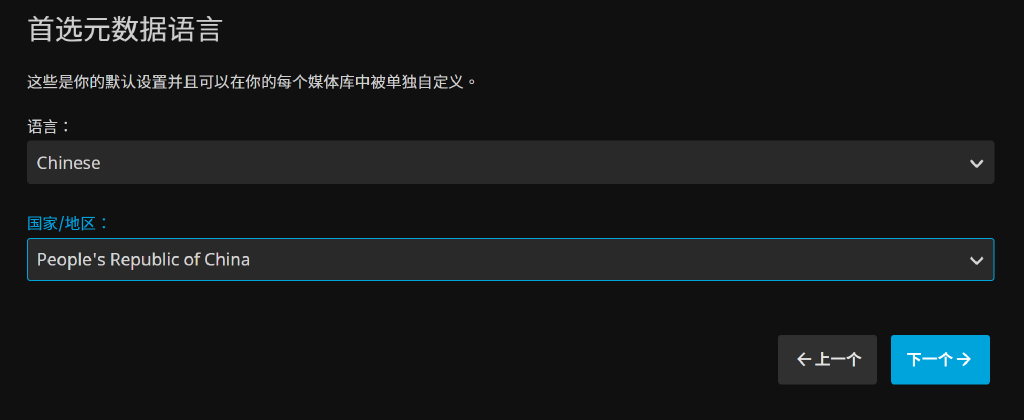 首选元数据语言
这些是你的默认设置并且可以在你的每个媒体库中被单独自定义。
语言：
Chinese
国家/地区：
People's Republic of China
←上一个
下一个→